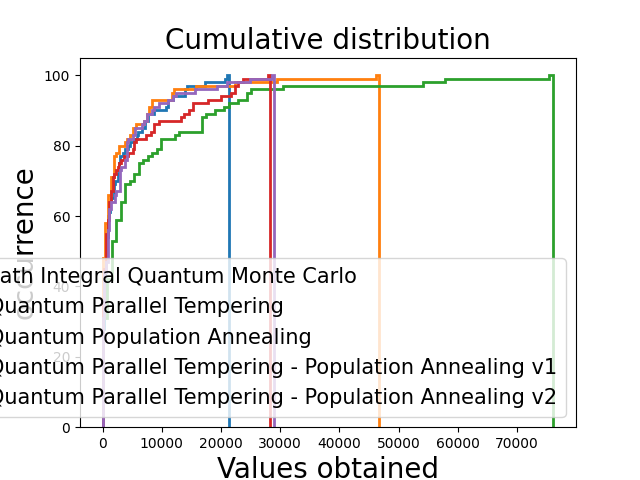 Cumulative distribution
100
80
60
40
20
0
occurrence
ath Integral Quantum Monte Carlo
Quantum Parallel Tempering
Quantum Population Annealing
Quantum Parallel Tempering - Population Annealing v1
Quantum Parallel Tempering - Population Annealing v2
0 10000 20000 30000 40000 50000 60000 70000
Values obtained